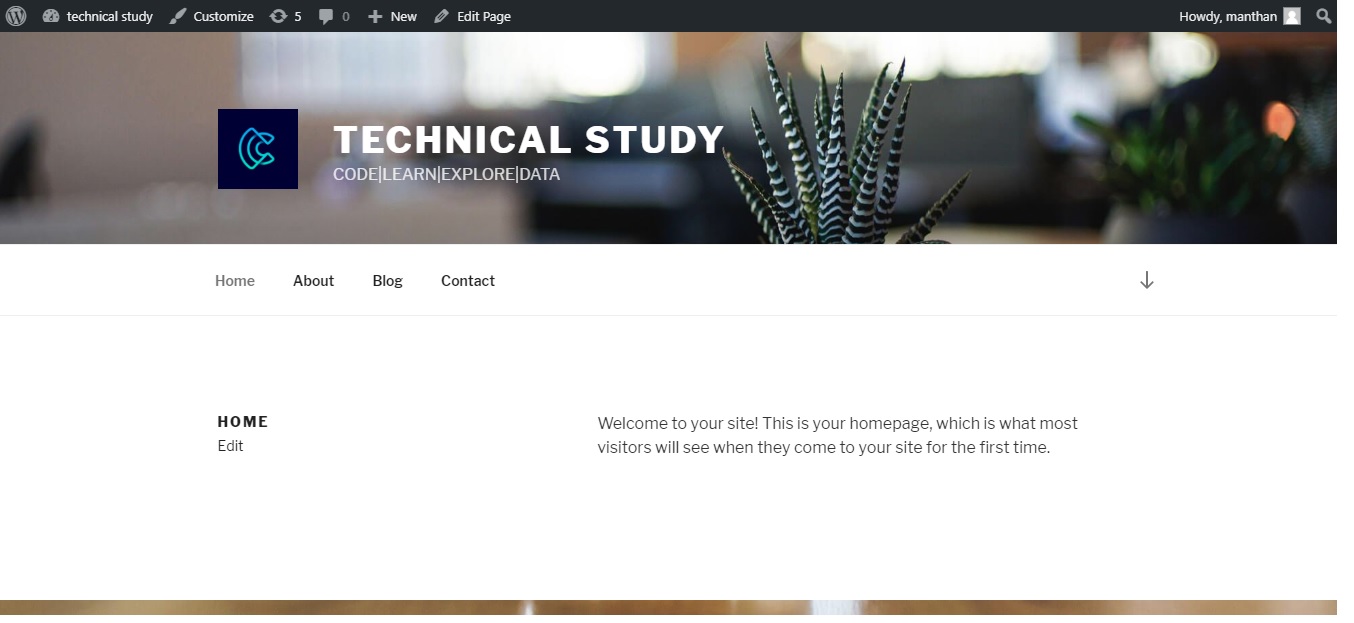 technical study Customize 5 0 New Edit Page Howdy, manthan
TECHNICAL STUDY
CODE|LEARN|EXPLORE|DATA
Home About Blog Contact
HOME
Edit
Welcome to your site! This is your homepage, which is what most
visitors will see when they come to your site for the first time.